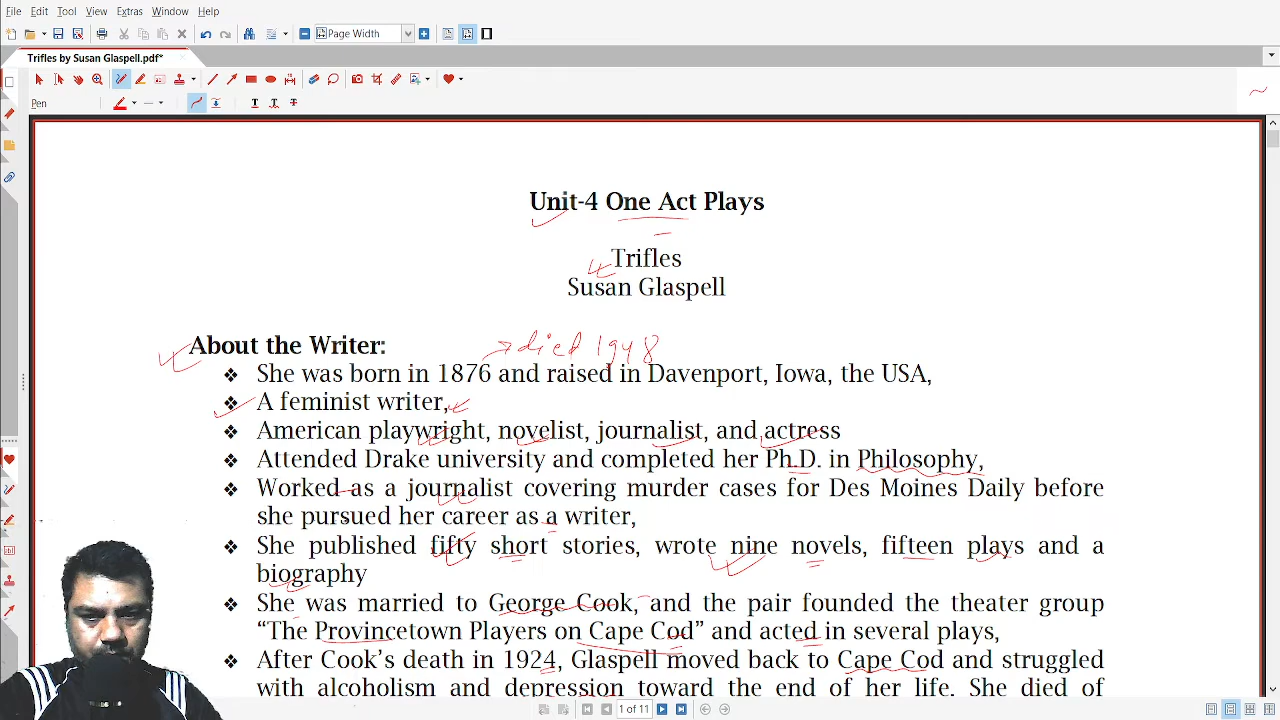 File Edit Tool View Extras Window Help
Page Width
Trifles by Susan Glaspell.pdf*
Pen
Unit-4 One Act Plays
Trifles
Susan Glaspell
About the Writer:
died 1948
❖ She was born in 1876 and raised in Davenport, Iowa, the USA,
❖ A feminist writer,
❖ American playwright, novelist, journalist, and actress
❖ Attended Drake university and completed her Ph.D. in Philosophy,
❖ Worked as a journalist covering murder cases for Des Moines Daily before
she pursued her career as a writer,
❖ She published fifty short stories, wrote nine novels, fifteen plays and a
biography
❖ She was married to George Cook, and the pair founded the theater group
“The Provincetown Players on Cape Cod” and acted in several plays,
❖ After Cook’s death in 1924, Glaspell moved back to Cape Cod and struggled
with alcoholism and depression toward the end of her life. She died of
1 of 11